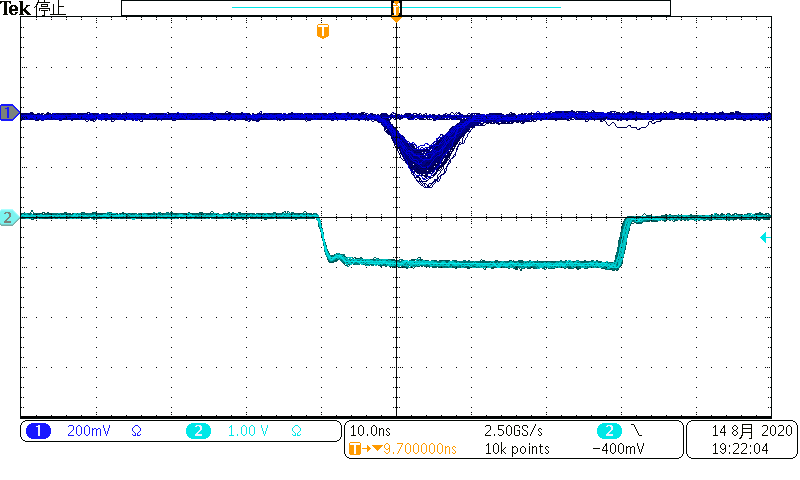 Tek 停止
T
T
1
2
1 200mV Ω 2 1.00 V Ω
10.0ns 2.50GS/s 2
T→▼9.700000ns 10k points −400mV
14 8月 2020
19:22:04